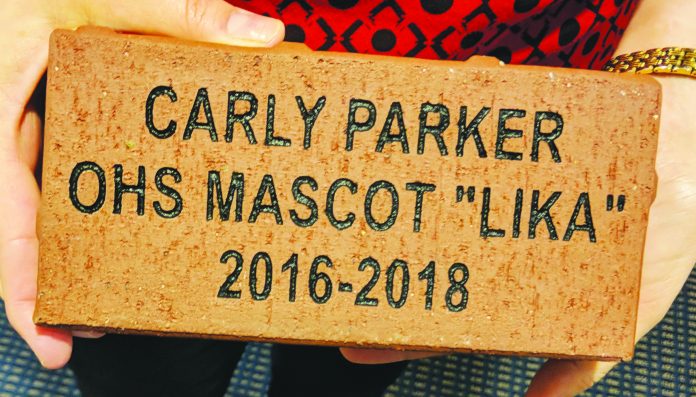 CARLY PARKER
OHS MASCOT "LIKA"
2016-2018